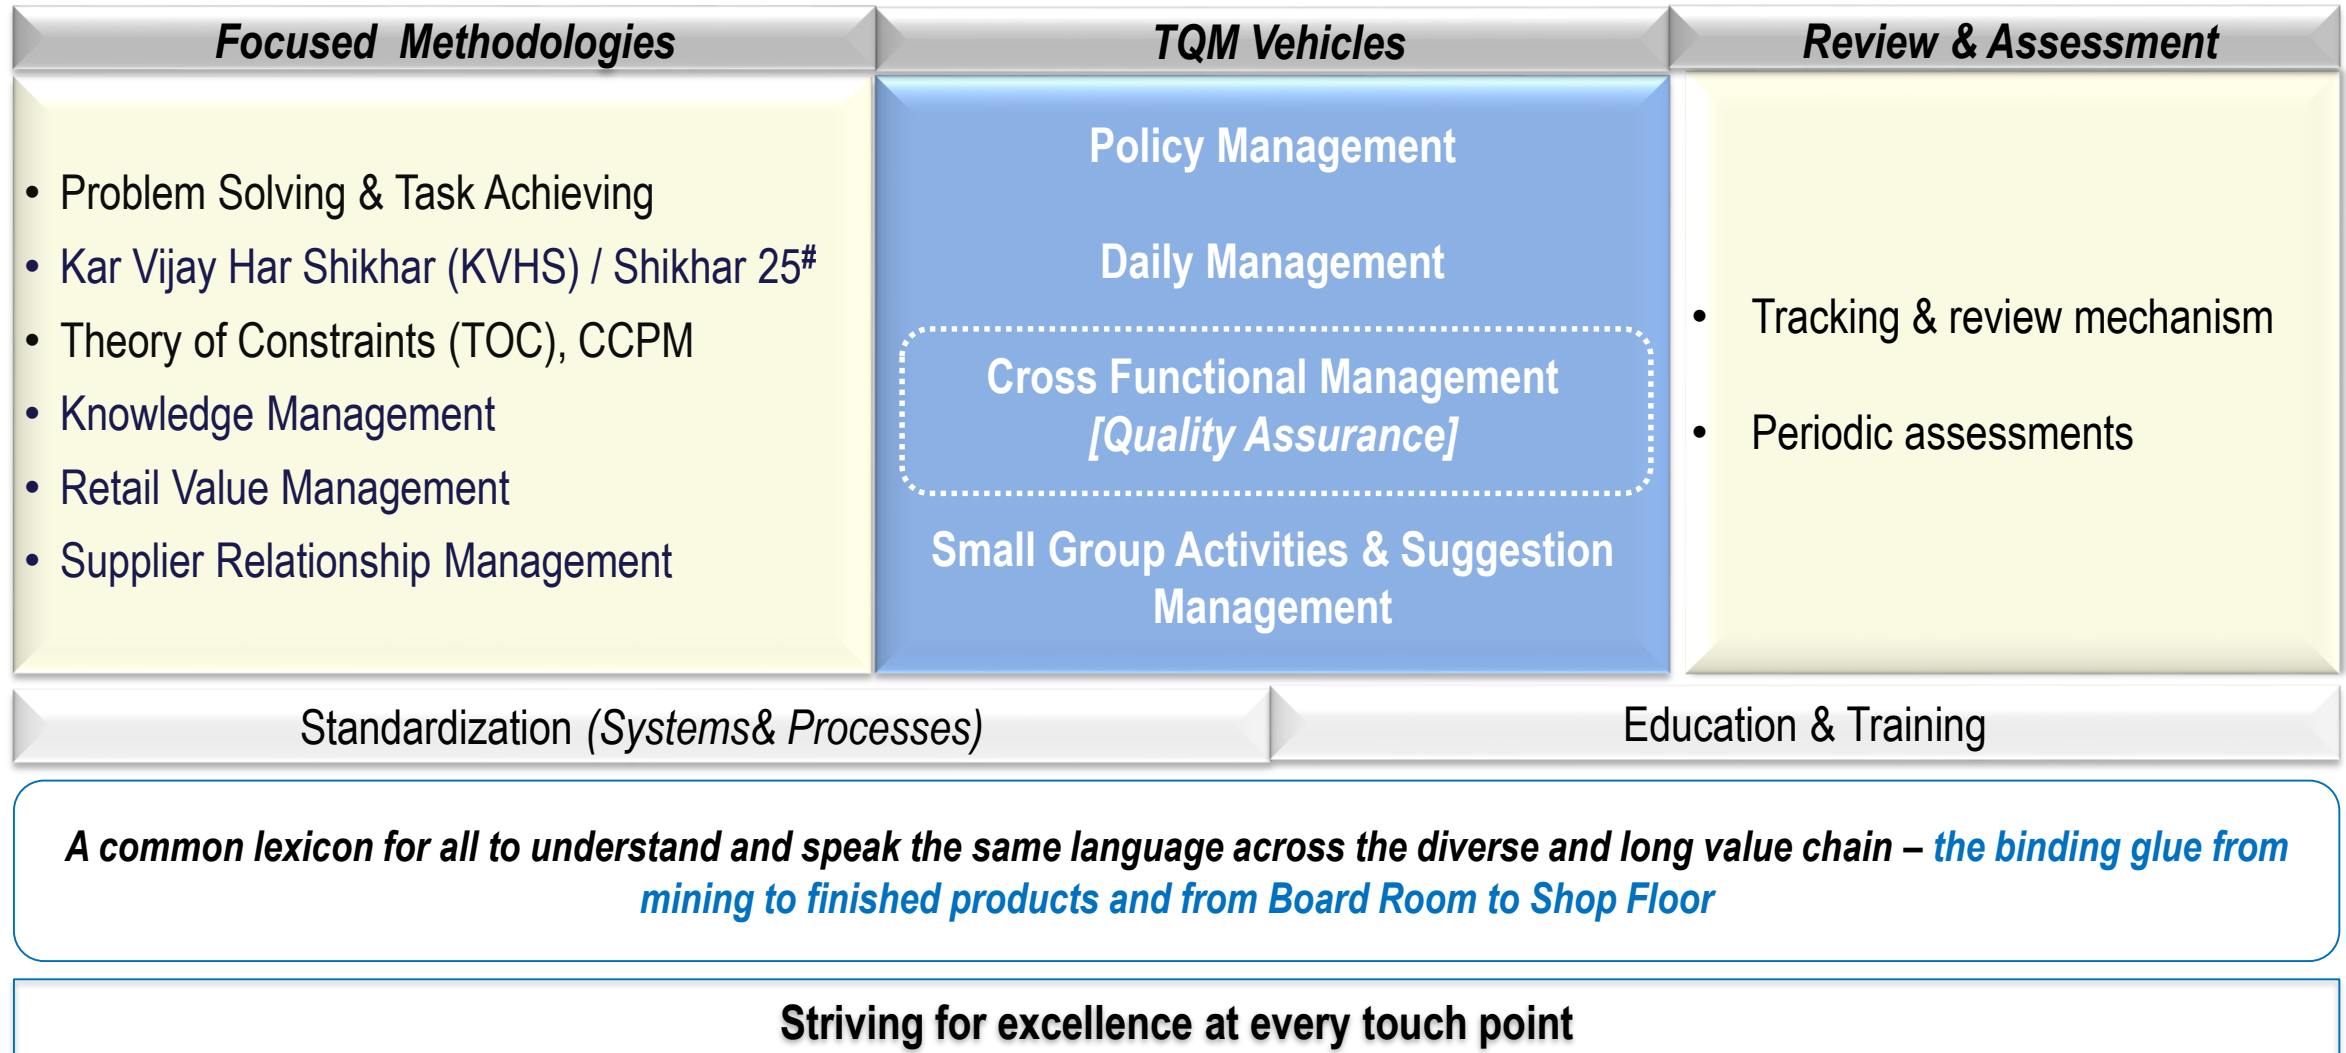 Focused Methodologies
TQM Vehicles
Review & Assessment
• Problem Solving & Task Achieving
• Kar Vijay Har Shikhar (KVHS) / Shikhar 25#
• Theory of Constraints (TOC), CCPM
• Knowledge Management
• Retail Value Management
• Supplier Relationship Management
Policy Management
Daily Management
Cross Functional Management
[Quality Assurance]
Small Group Activities & Suggestion
Management
• Tracking & review mechanism
• Periodic assessments
Standardization (Systems& Processes)
Education & Training
A common lexicon for all to understand and speak the same language across the diverse and long value chain – the binding glue from
mining to finished products and from Board Room to Shop Floor
Striving for excellence at every touch point